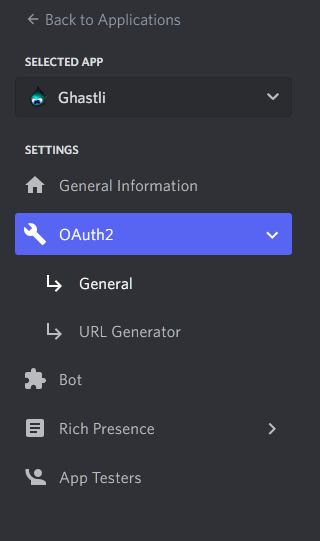 Back to Applications
SELECTED APP
Ghastli
SETTINGS
General Information
OAuth2
General
URL Generator
Bot
Rich Presence
App Testers